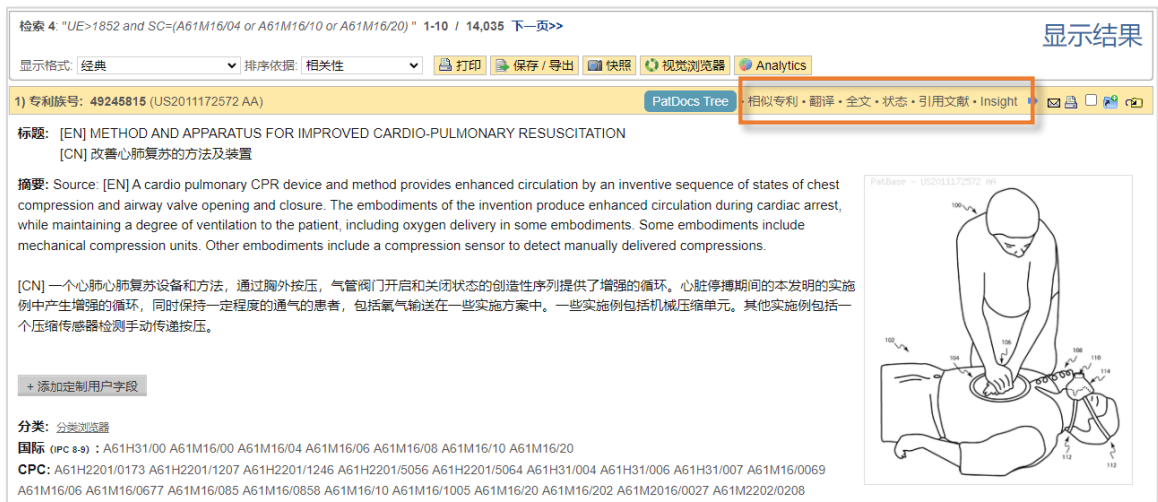 检索 4: "UE>1852 and SC=(A61M16/04 or A61M16/10 or A61M16/20) " 1-10 / 14,035 下一页>>
显示结果
显示格式: 经典 排序依据: 相关性 打印 保存 / 导出 快照 视觉浏览器 Analytics
1) 专利族号: 49245815 (US2011172572 AA) PatDocs Tree • 相似专利 • 翻译 • 全文 • 状态 • 引用文献 • Insight
标题: [EN] METHOD AND APPARATUS FOR IMPROVED CARDIO-PULMONARY RESUSCITATION
[CN] 改善心肺复苏的方法及装置
摘要: Source: [EN] A cardio pulmonary CPR device and method provides enhanced circulation by an inventive sequence of states of chest
compression and airway valve opening and closure. The embodiments of the invention produce enhanced circulation during cardiac arrest,
while maintaining a degree of ventilation to the patient, including oxygen delivery in some embodiments. Some embodiments include
mechanical compression units. Other embodiments include a compression sensor to detect manually delivered compressions.
[CN] 一个心肺心肺复苏设备和方法，通过胸外按压，气管阀门开启和关闭状态的创造性序列提供了增强的循环。心脏停搏期间的本发明的实施
例中产生增强的循环，同时保持一定程度的通气的患者，包括氧气输送在一些实施方案中。一些实施例包括机械压缩单元。其他实施例包括一
个压缩传感器检测手动传递按压。
PatBase - US2011172572 AA
100
102
104
106
108
110
114
112
112
+ 添加定制用户字段
分类: 分类浏览器
国际 (IPC 8-9) : A61H31/00 A61M16/00 A61M16/04 A61M16/06 A61M16/08 A61M16/10 A61M16/20
CPC: A61H2201/0173 A61H2201/1207 A61H2201/1246 A61H2201/5056 A61H2201/5064 A61H31/004 A61H31/006 A61H31/007 A61M16/0069
A61M16/06 A61M16/0677 A61M16/085 A61M16/0858 A61M16/10 A61M16/1005 A61M16/20 A61M16/202 A61M2016/0027 A61M2202/0208